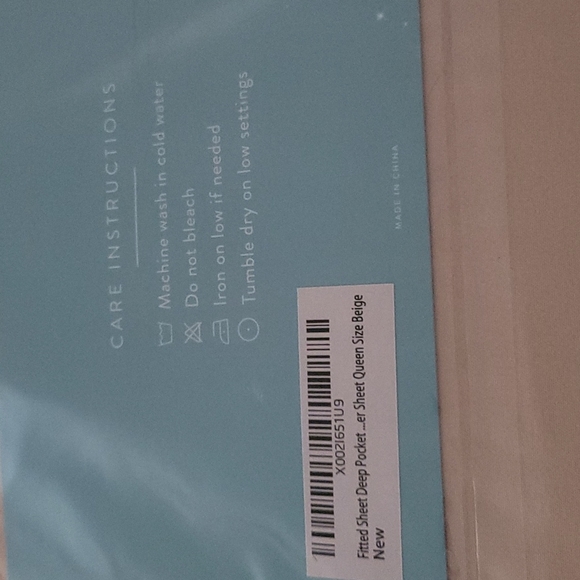 CARE INSTRUCTIONS
Machine wash in cold water
Do not bleach
Iron on low if needed
Tumble dry on low settings
MADE IN CHINA
X002I651U9
Fitted Sheet Deep Pocket ...er Sheet Queen Size Beige
New